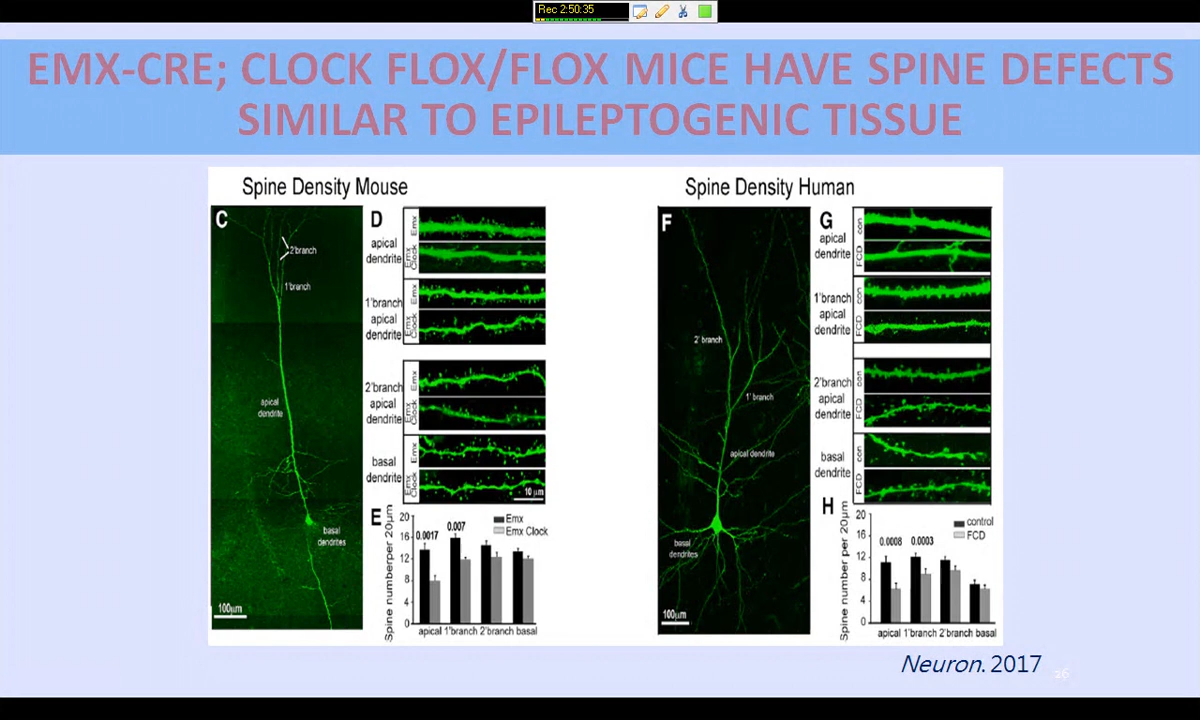 Rec 2:50:35
EMX-CRE; CLOCK FLOX/FLOX MICE HAVE SPINE DEFECTS
SIMILAR TO EPILEPTOGENIC TISSUE
Spine Density Mouse
C
2'branch
1'branch
apical
dendrite
basal
dendrites
100µm
D
apical
dendrite
Emx
Emx
Clock
1'branch
apical
dendrite
Emx
Emx
Clock
2'branch
apical
dendrite
Emx
Emx
Clock
basal
dendrite
Emx
Emx
Clock
10 µm
E
Spine numberper 20µm
20
16
12
8
4
0
0.0017
0.007
Emx
Emx Clock
apical 1'branch 2'branch basal
Spine Density Human
F
2' branch
1' branch
apical dendrite
basal
dendrites
100µm
G
apical
dendrite
con
FCD
1'branch
apical
dendrite
con
FCD
2'branch
apical
dendrite
con
FCD
basal
dendrite
con
FCD
H
Spine number per 20µm
20
16
12
8
4
0
0.0008
0.0003
control
FCD
apical 1'branch 2'branch basal
Neuron. 2017
26